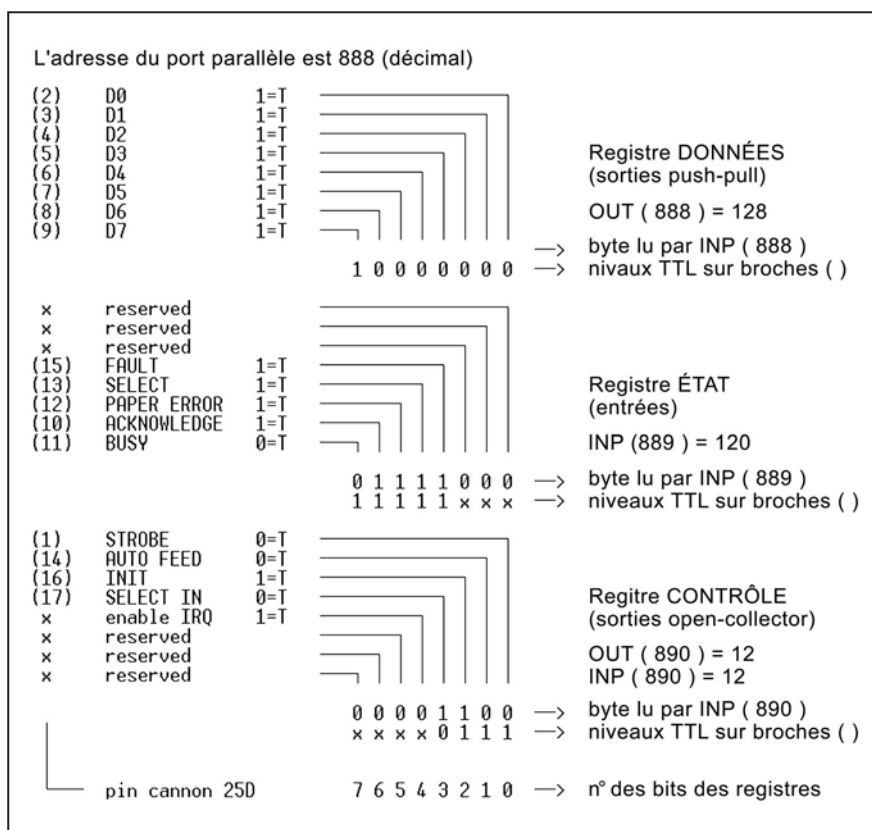 L'adresse du port parallèle est 888 (décimal)
(2) D0 1=T
(3) D1 1=T
(4) D2 1=T
(5) D3 1=T Registre DONNÉES
(6) D4 1=T (sorties push-pull)
(7) D5 1=T
(8) D6 1=T OUT ( 888 ) = 128
(9) D7 1=T
—> byte lu par INP ( 888 )
1 0 0 0 0 0 0 0 —> nivaux TTL sur broches ( )
x reserved
x reserved
x reserved
(15) FAULT 1=T
(13) SELECT 1=T Registre ÉTAT
(12) PAPER ERROR 1=T (entrées)
(10) ACKNOWLEDGE 1=T
(11) BUSY 0=T INP (889 ) = 120
0 1 1 1 1 0 0 0 —> byte lu par INP ( 889 )
1 1 1 1 1 x x x —> niveaux TTL sur broches ( )
(1) STROBE 0=T
(14) AUTO FEED 0=T
(16) INIT 1=T
(17) SELECT IN 0=T Regitre CONTRÔLE
x enable IRQ 1=T (sorties open-collector)
x reserved
x reserved OUT ( 890 ) = 12
x reserved INP ( 890 ) = 12
0 0 0 0 1 1 0 0 —> byte lu par INP ( 890 )
x x x x 0 1 1 1 —> niveaux TTL sur broches ( )
pin cannon 25D 7 6 5 4 3 2 1 0 —> n° des bits des registres